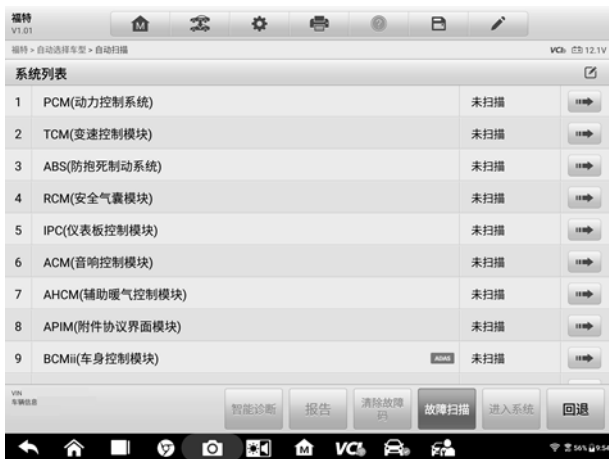 福特
V1.01
福特 > 自动选择车型 > 自动扫描
VCI: 12.1V
系统列表
1 PCM(动力控制系统) 未扫描
2 TCM(变速控制模块) 未扫描
3 ABS(防抱死制动系统) 未扫描
4 RCM(安全气囊模块) 未扫描
5 IPC(仪表板控制模块) 未扫描
6 ACM(音响控制模块) 未扫描
7 AHCM(辅助暖气控制模块) 未扫描
8 APIM(附件协议界面模块) 未扫描
9 BCMii(车身控制模块) ADAS 未扫描
VIN
车辆信息
智能诊断 报告 清除故障码 故障扫描 进入系统 回退
M VCI 56% 9:54